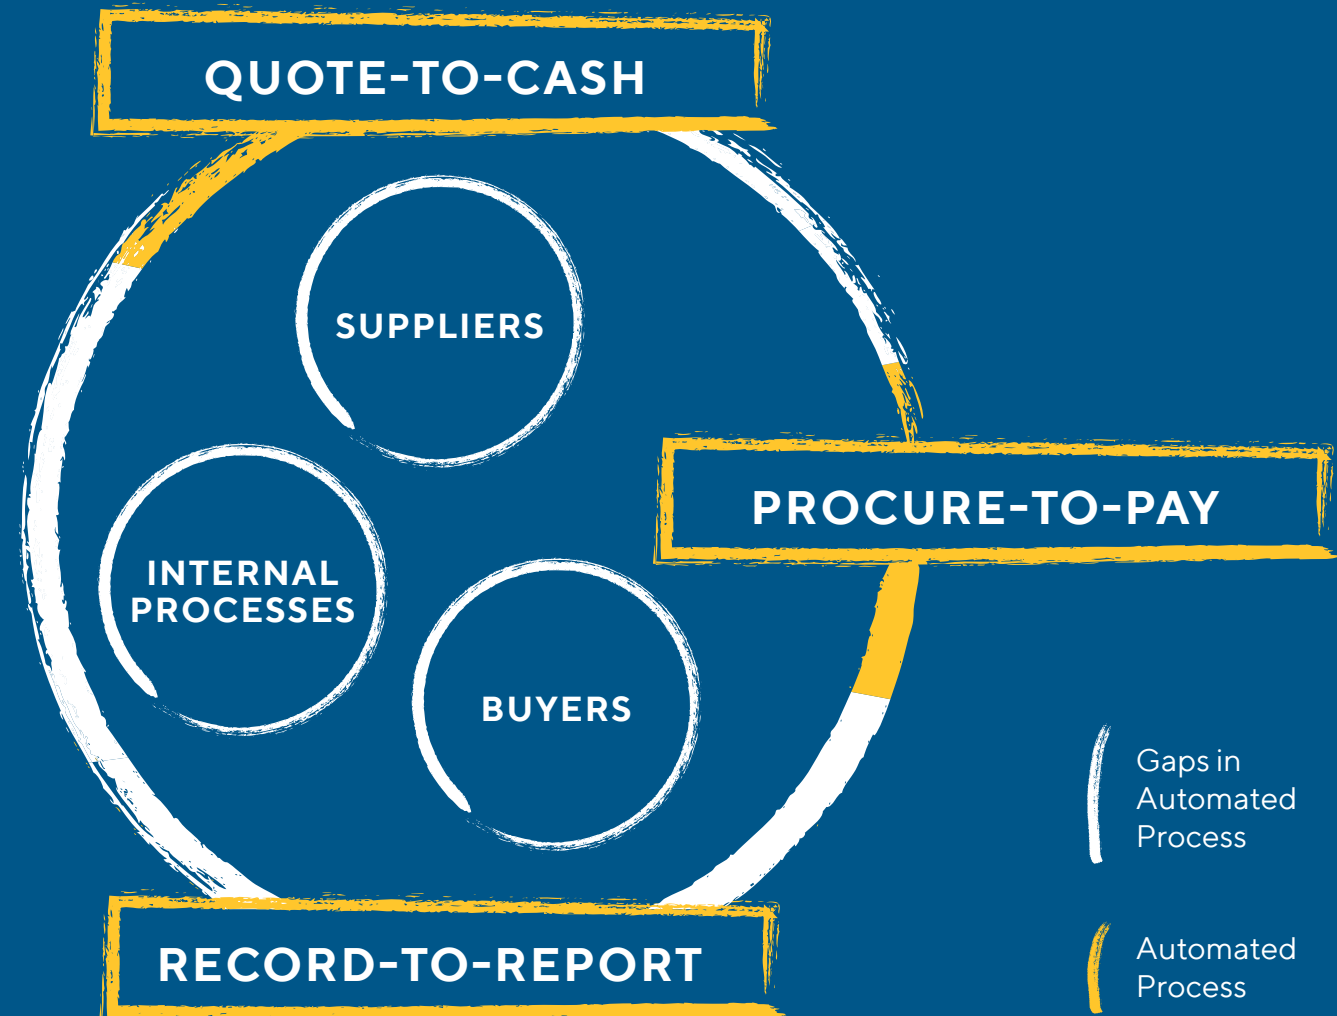 QUOTE-TO-CASH
SUPPLIERS
PROCURE-TO-PAY
INTERNAL
PROCESSES
BUYERS
Gaps in
Automated
Process
RECORD-TO-REPORT
Automated
Process